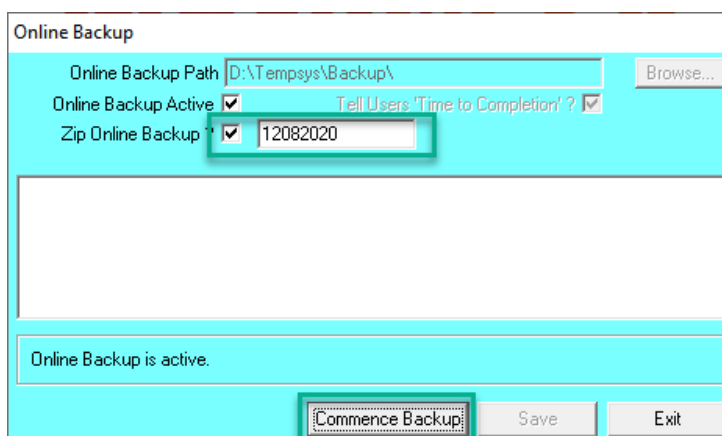 Online Backup
Online Backup Path D:\Tempsys\Backup\ Browse...
Online Backup Active Tell Users 'Time to Completion' ?
Zip Online Backup ? 12082020
Online Backup is active.
Commence Backup Save Exit